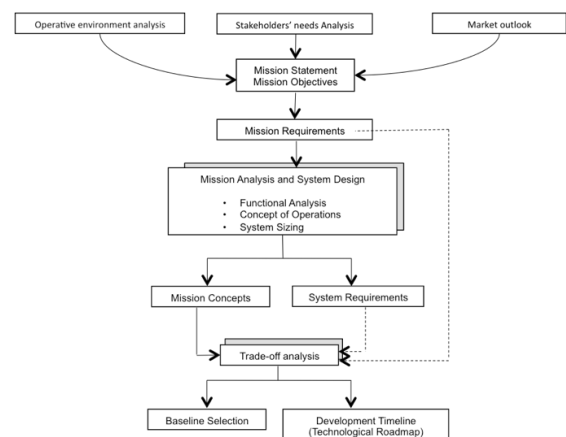 Operative environment analysis
Stakeholders' needs Analysis
Market outlook
Mission Statement
Mission Objectives
Mission Requirements
Mission Analysis and System Design
• Functional Analysis
• Concept of Operations
• System Sizing
Mission Concepts
System Requirements
Trade-off analysis
Baseline Selection
Development Timeline
(Technological Roadmap)